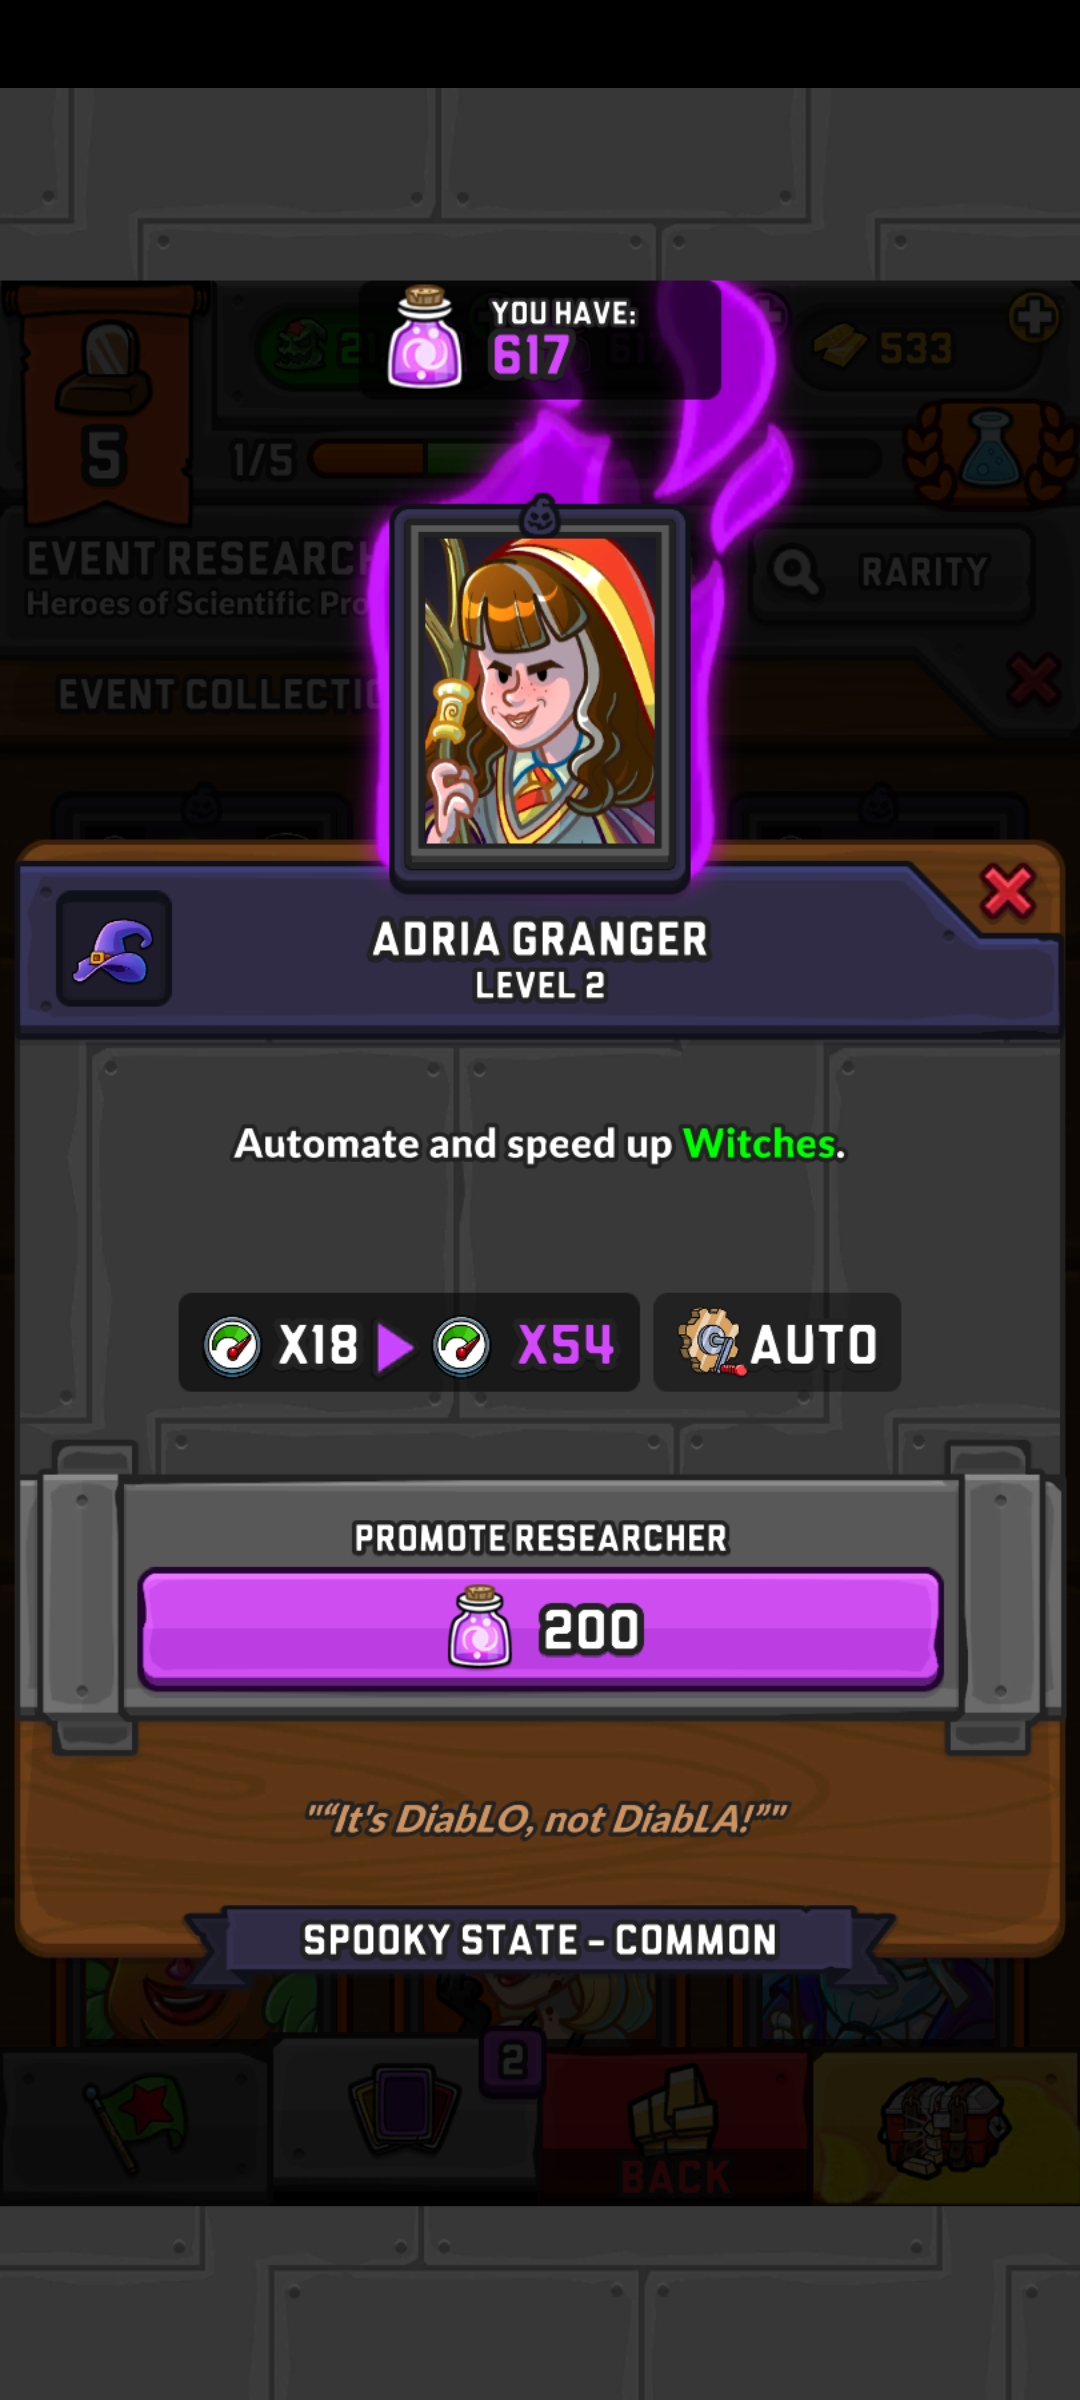 YOU HAVE:
617
533
5
1/5
EVENT RESEARCH
Heroes of Scientific Pro
RARITY
EVENT COLLECTIO
ADRIA GRANGER
LEVEL 2
Automate and speed up Witches.
X18
X54
AUTO
PROMOTE RESEARCHER
200
"“It's DiabLO, not DiabLA!”"
SPOOKY STATE - COMMON
2
BACK